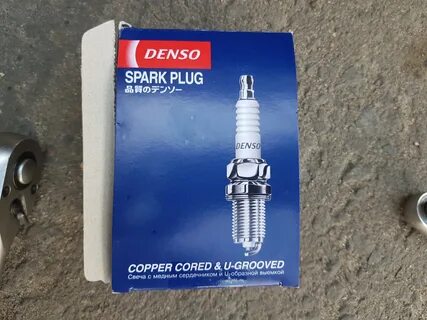 DENSO
SPARK PLUG
品質のデンソー
DENSO
COPPER CORED & U-GROOVED
Свеча с медным сердечником и U-образной выемкой